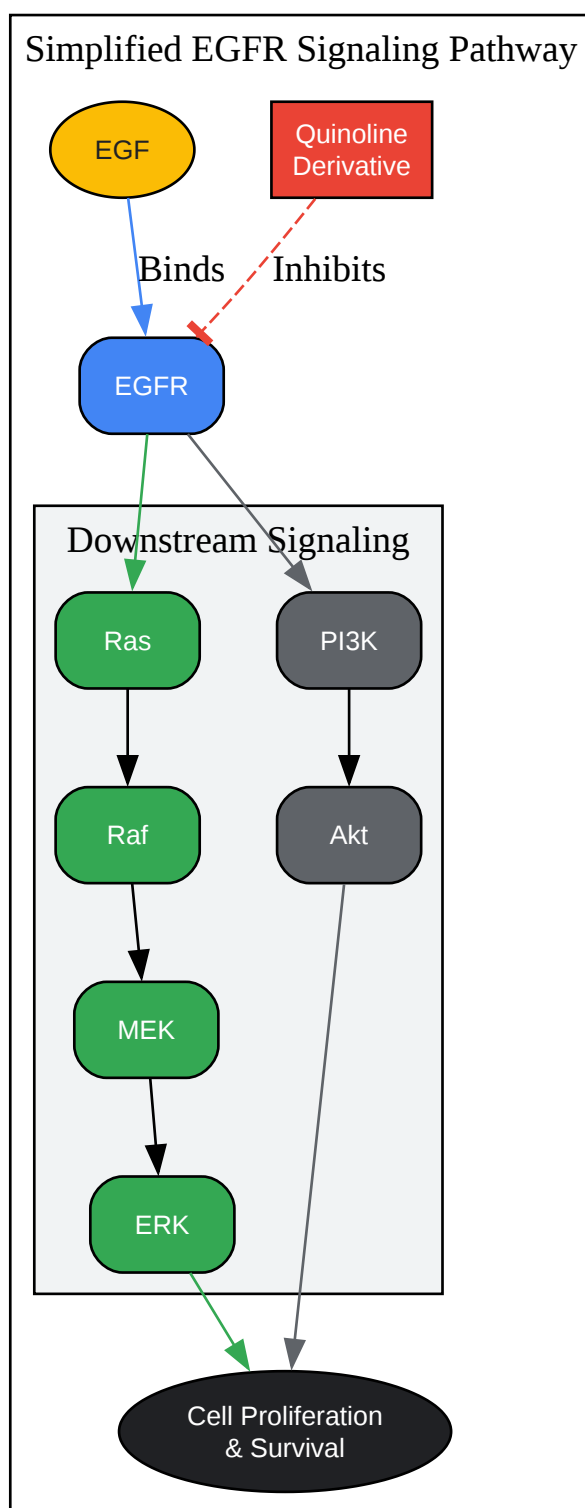 Simplified EGFR Signaling Pathway
EGF
Quinoline
Derivative
Binds
Inhibits
EGFR
Downstream Signaling
Ras
PI3K
Raf
Akt
MEK
ERK
Cell Proliferation
& Survival